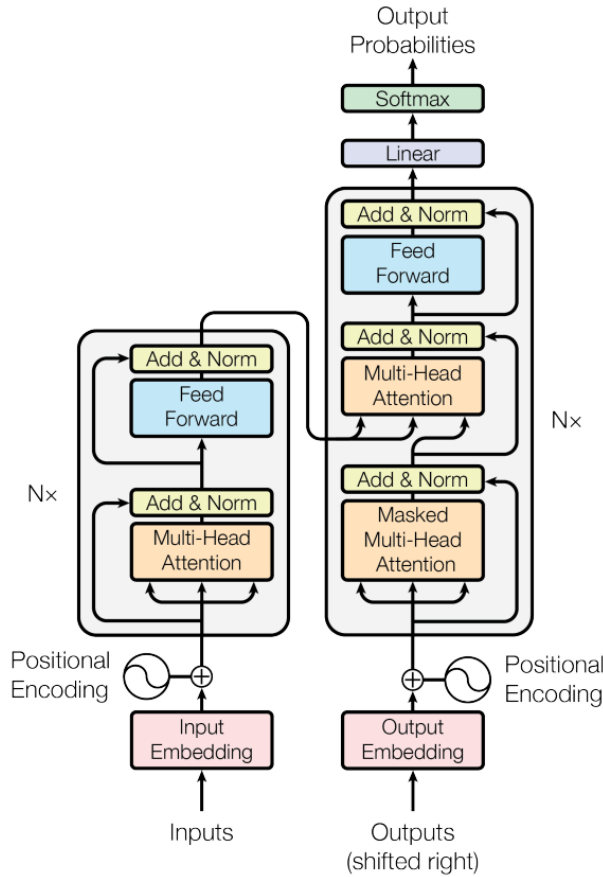 Output
Probabilities
Softmax
Linear
Add & Norm
Feed
Forward
Add & Norm
Multi-Head
Attention
Nx
Add & Norm
Masked
Multi-Head
Attention
Add & Norm
Feed
Forward
N×
Add & Norm
Multi-Head
Attention
Positional
Encoding
Positional
Encoding
Input
Embedding
Output
Embedding
Inputs
Outputs
(shifted right)